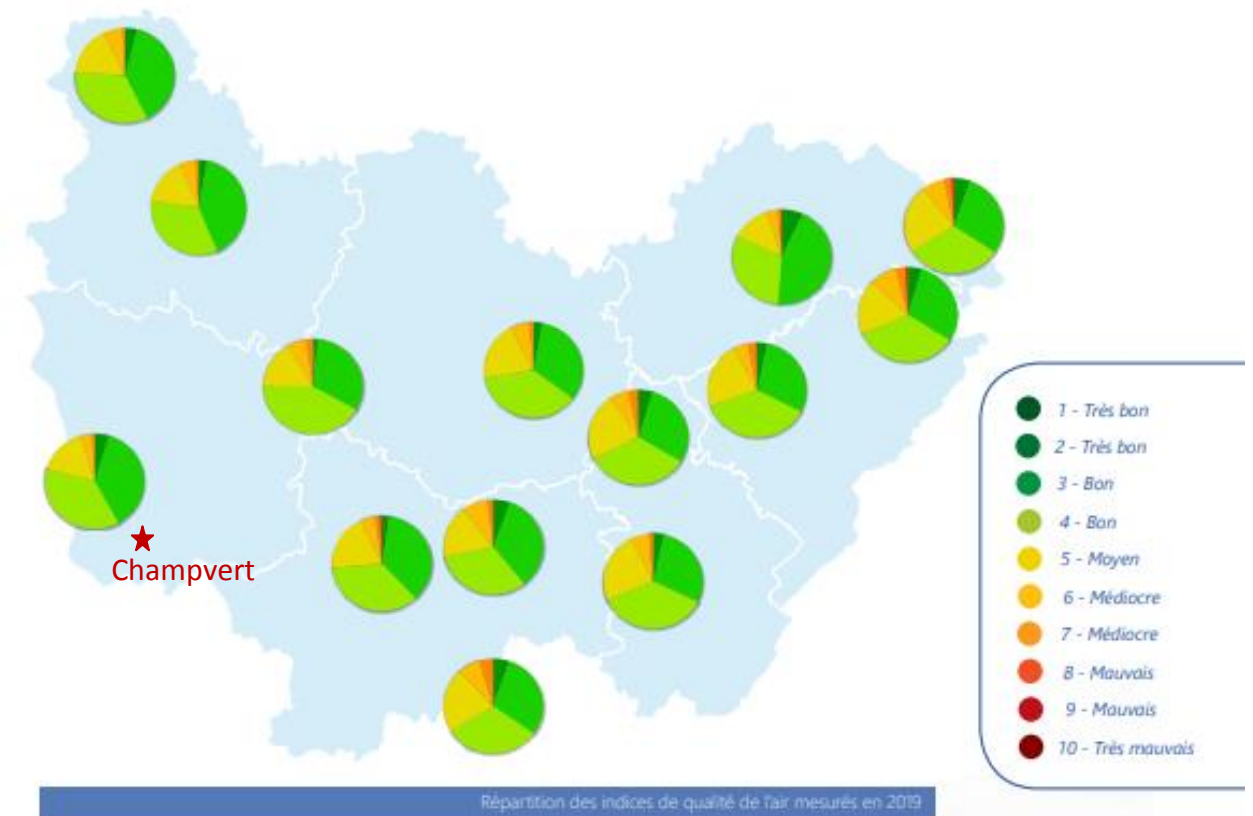 Champvert
1 - Très bon
2 - Très bon
3 - Bon
4 - Bon
5 - Moyen
6 - Médiocre
7 - Médiocre
8 - Mauvais
9 - Mauvais
10 - Très mauvais
Répartition des indices de qualité de l'air mesurés en 2019